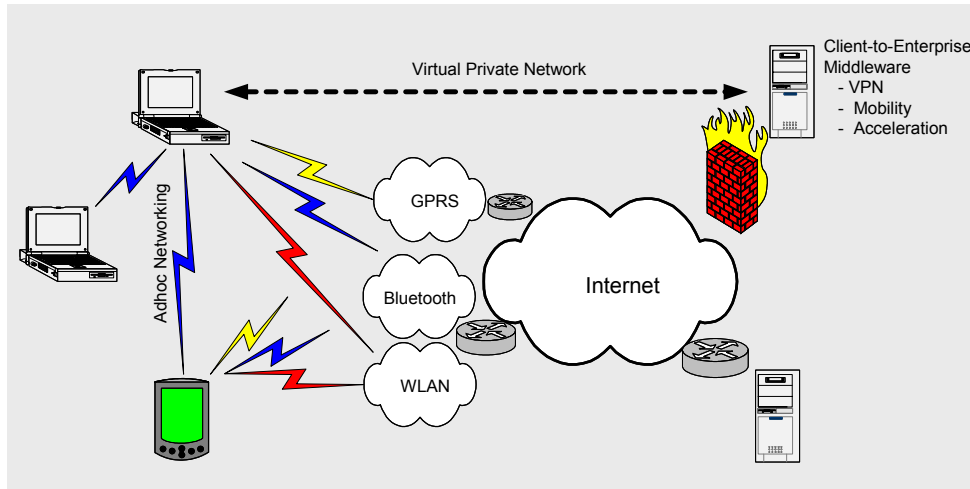 Virtual Private Network
Client-to-Enterprise
Middleware
- VPN
- Mobility
- Acceleration
GPRS
Adhoc Networking
Bluetooth
Internet
WLAN